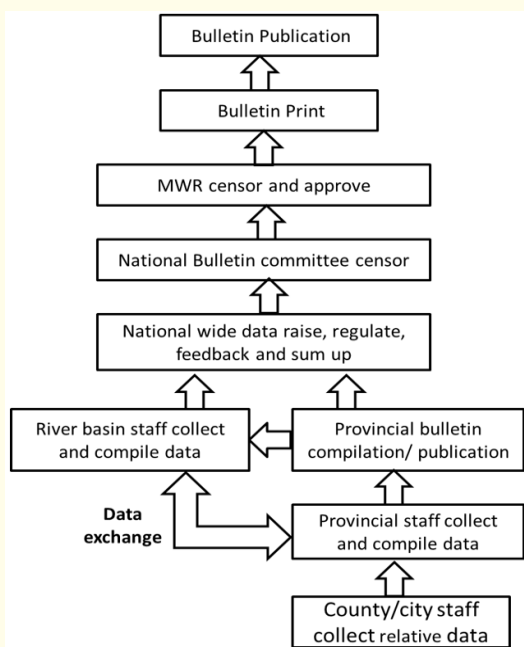 Bulletin Publication
Bulletin Print
MWR censor and approve
National Bulletin committee censor
National wide data raise, regulate,
feedback and sum up
River basin staff collect
and compile data
Provincial bulletin
compilation/ publication
Data
exchange
Provincial staff collect
and compile data
County/city staff
collect relative data